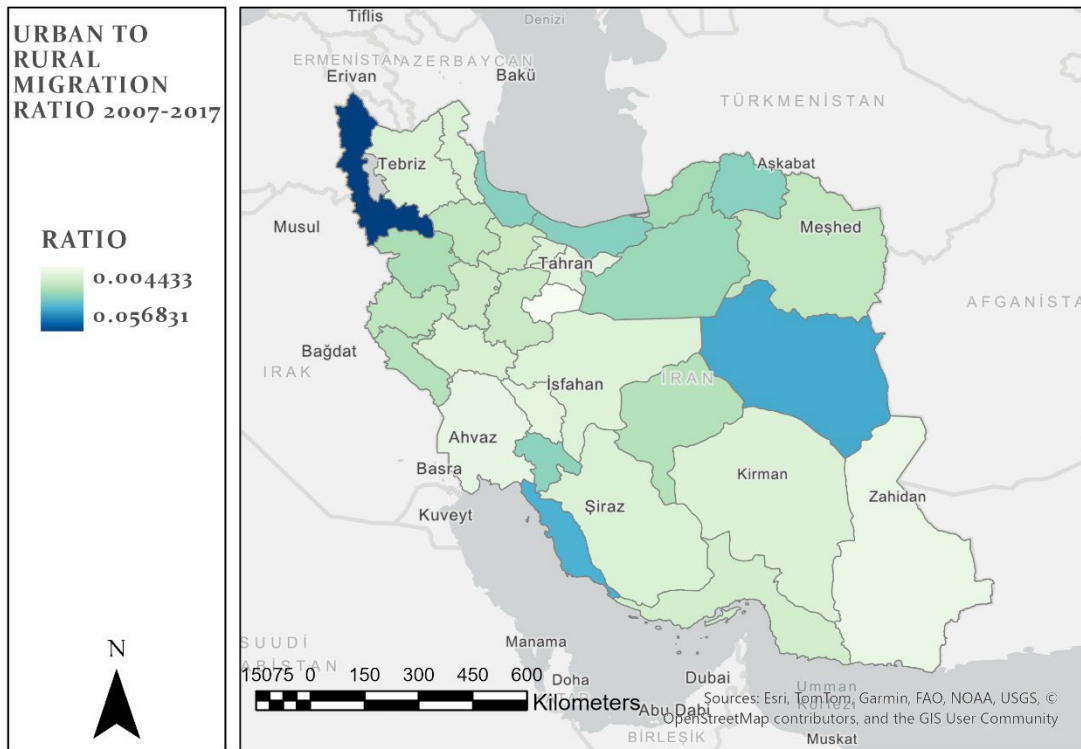 URBAN TO
RURAL
MIGRATION
RATIO 2007-2017
RATIO
0.004433
0.056831
N
Tiflis
Denizi
ERMENİSTAN
AZERBAYCAN
Erivan
Bakü
TÜRKMENİSTAN
Tebriz
Aşkabat
Musul
Meşhed
Tahran
AFGANİSTA
Bağdat
IRAK
İsfahan
İRAN
Ahvaz
Kirman
Basra
Zahidan
Şiraz
Kuveyt
SUUDİ
ABİSTAN
Manama
15075 0 150 300 450 600
Kilometers
Doha
Dubai
Abu Dabi
Umman
Körfezi
Sources: Esri, TomTom, Garmin, FAO, NOAA, USGS, ©
OpenStreetMap contributors, and the GIS User Community
BİRLEŞİK
Muskat